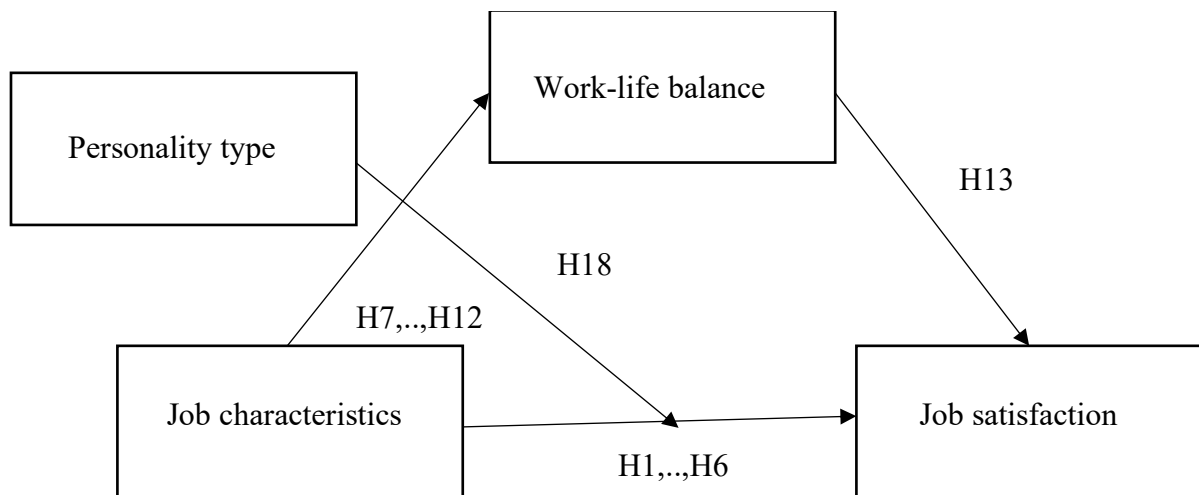 Work-life balance
Personality type
H13
H18
H7,..,H12
Job characteristics
Job satisfaction
H1,..,H6